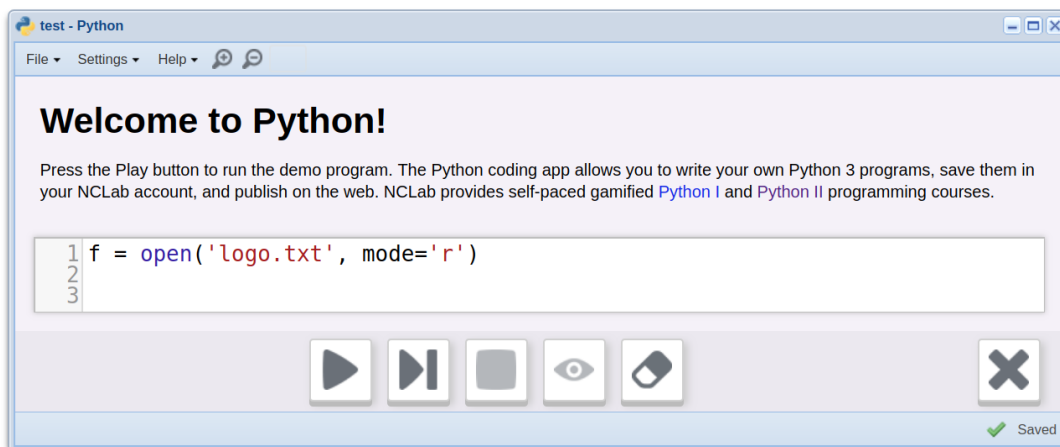 test - Python
File Settings Help
Welcome to Python!
Press the Play button to run the demo program. The Python coding app allows you to write your own Python 3 programs, save them in
your NCLab account, and publish on the web. NCLab provides self-paced gamified Python I and Python II programming courses.
1 f = open('logo.txt', mode='r')
2
3
Saved